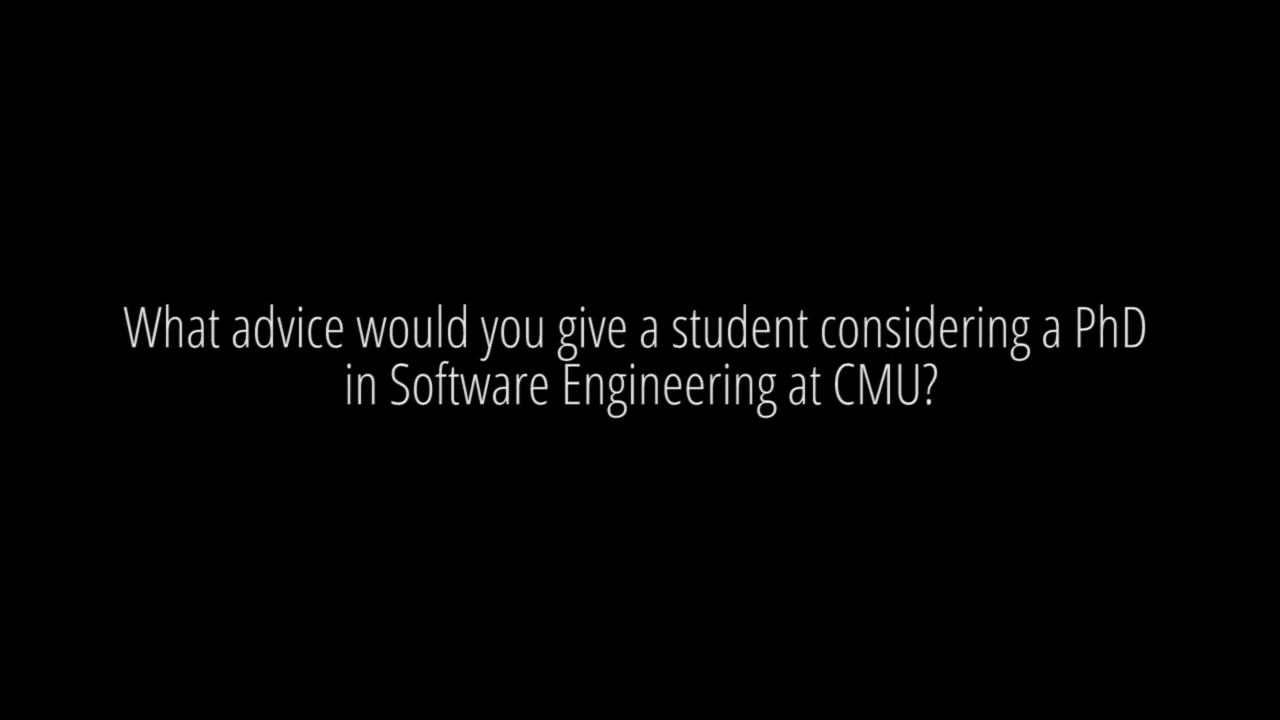 What advice would you give a student considering a PhD
in Software Engineering at CMU?